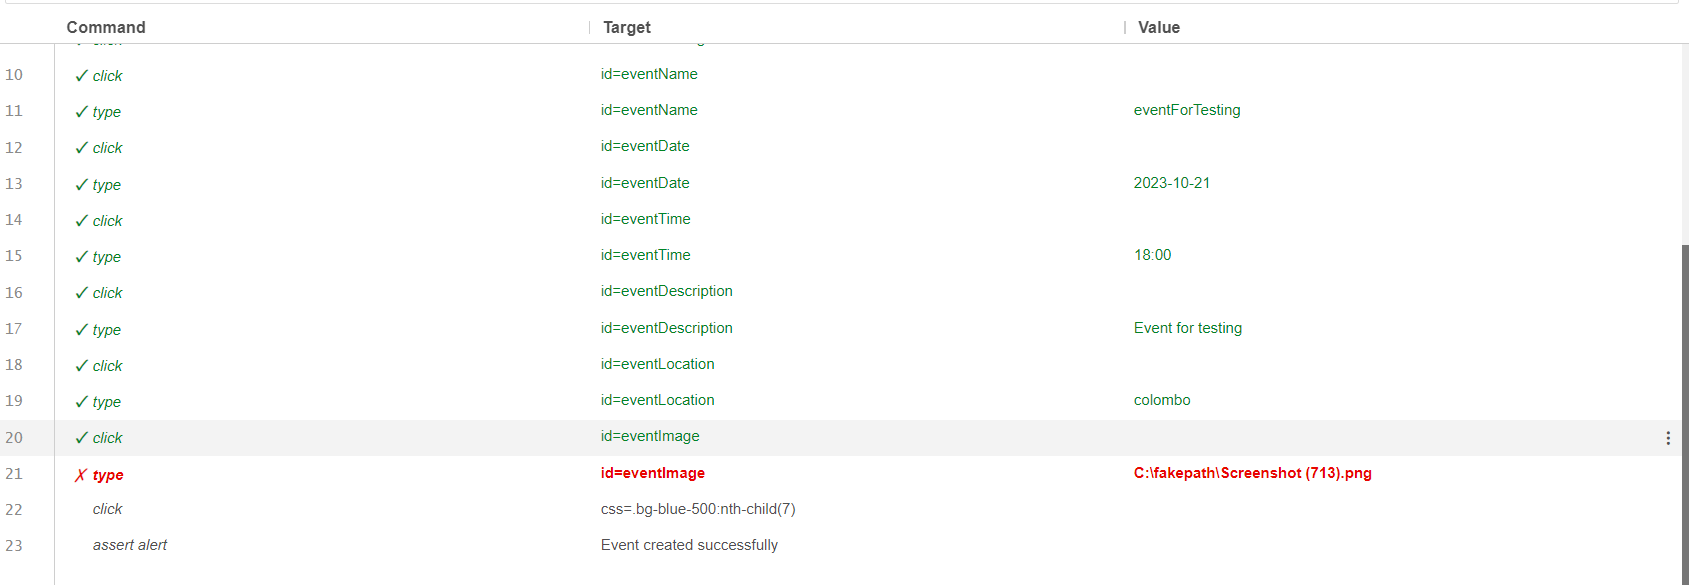 Command Target Value
10 ✓ click id=eventName
11 ✓ type id=eventName eventForTesting
12 ✓ click id=eventDate
13 ✓ type id=eventDate 2023-10-21
14 ✓ click id=eventTime
15 ✓ type id=eventTime 18:00
16 ✓ click id=eventDescription
17 ✓ type id=eventDescription Event for testing
18 ✓ click id=eventLocation
19 ✓ type id=eventLocation colombo
20 ✓ click id=eventImage
21 ✗ type id=eventImage C:\fakepath\Screenshot (713).png
22 click css=.bg-blue-500:nth-child(7)
23 assert alert Event created successfully